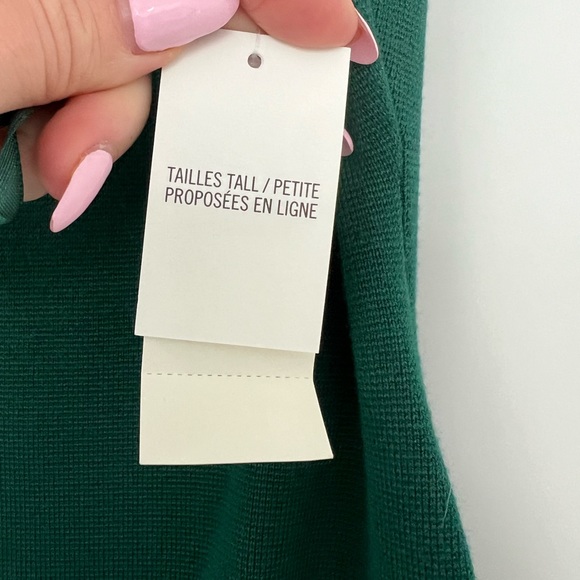 TAILLES TALL / PETITE
PROPOSÉES EN LIGNE